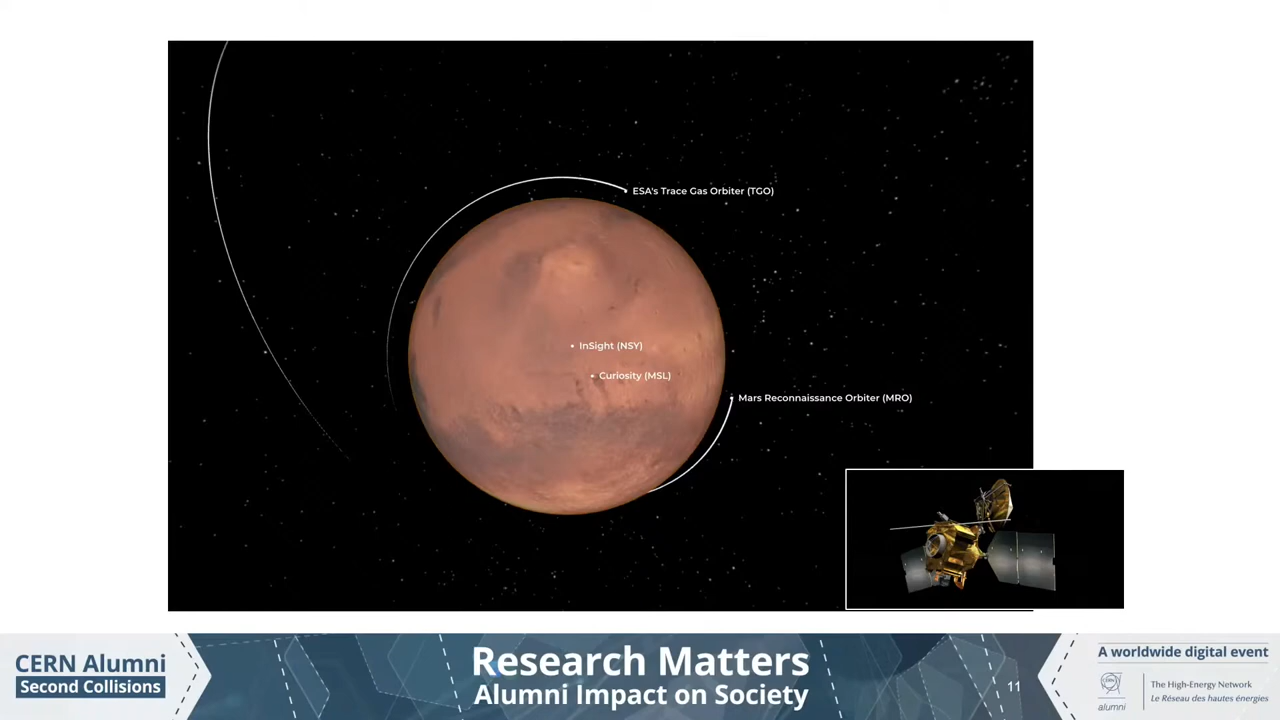 ESA's Trace Gas Orbiter (TGO)
InSight (NSY)
Curiosity (MSL)
Mars Reconnaissance Orbiter (MRO)
CERN Alumni
Second Collisions
Research Matters
Alumni Impact on Society
11
A worldwide digital event
alumni
The High-Energy Network
Le Réseau des hautes énergies